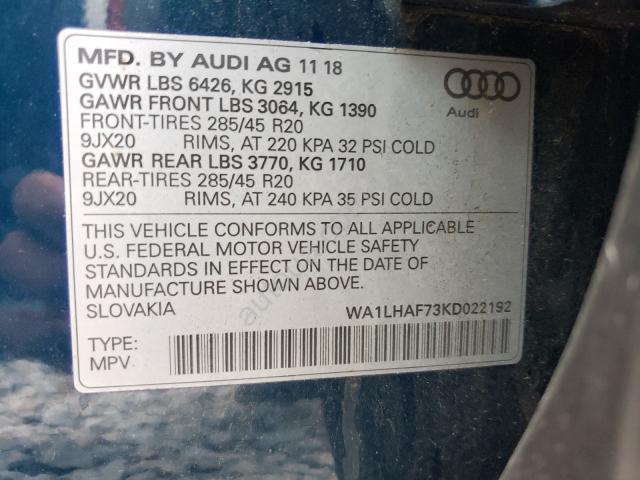 MFD. BY AUDI AG 11 18
GVWR LBS 6426, KG 2915
GAWR FRONT LBS 3064, KG 1390
FRONT-TIRES 285/45 R20
9JX20 RIMS, AT 220 KPA 32 PSI COLD
GAWR REAR LBS 3770, KG 1710
REAR-TIRES 285/45 R20
9JX20 RIMS, AT 240 KPA 35 PSI COLD
Audi
THIS VEHICLE CONFORMS TO ALL APPLICABLE
U.S. FEDERAL MOTOR VEHICLE SAFETY
STANDARDS IN EFFECT ON THE DATE OF
MANUFACTURE SHOWN ABOVE.
SLOVAKIA WA1LHAF73KD022192
TYPE:
MPV